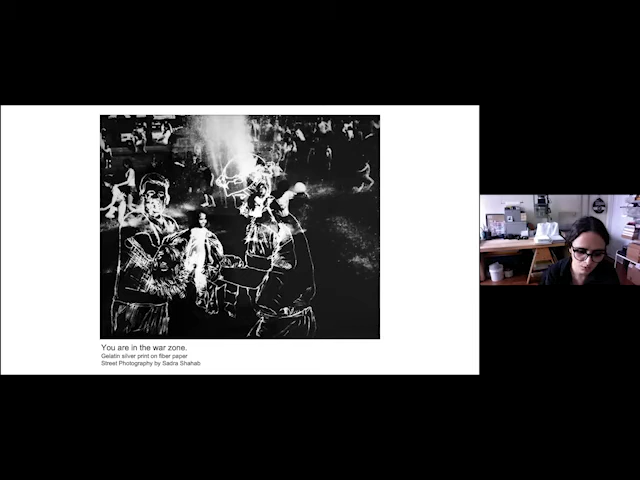 You are in the war zone.
Gelatin silver print on fiber paper
Street Photography by Sadra Shahab